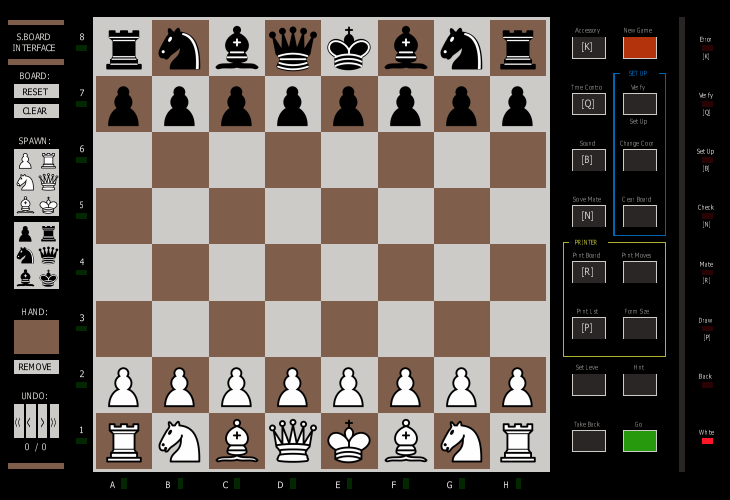 S.BOARD
INTERFACE
BOARD:
RESET
CLEAR
SPAWN:
HAND:
REMOVE
UNDO:
<< < > >>
0 / 0
8
7
6
5
4
3
2
1
A B C D E F G H
Accessory New Game
[K]
SET UP
Time Control Verify
[Q]
Set Up
Sound Change Color
[B]
Save Mate Clear Board
[N]
PRINTER
Print Board Print Moves
[R]
Print List Form Size
[P]
Set Level Hint
Take Back Go
Error
[K]
Verify
[Q]
Set Up
[B]
Check
[N]
Mate
[R]
Draw
[P]
Back
White